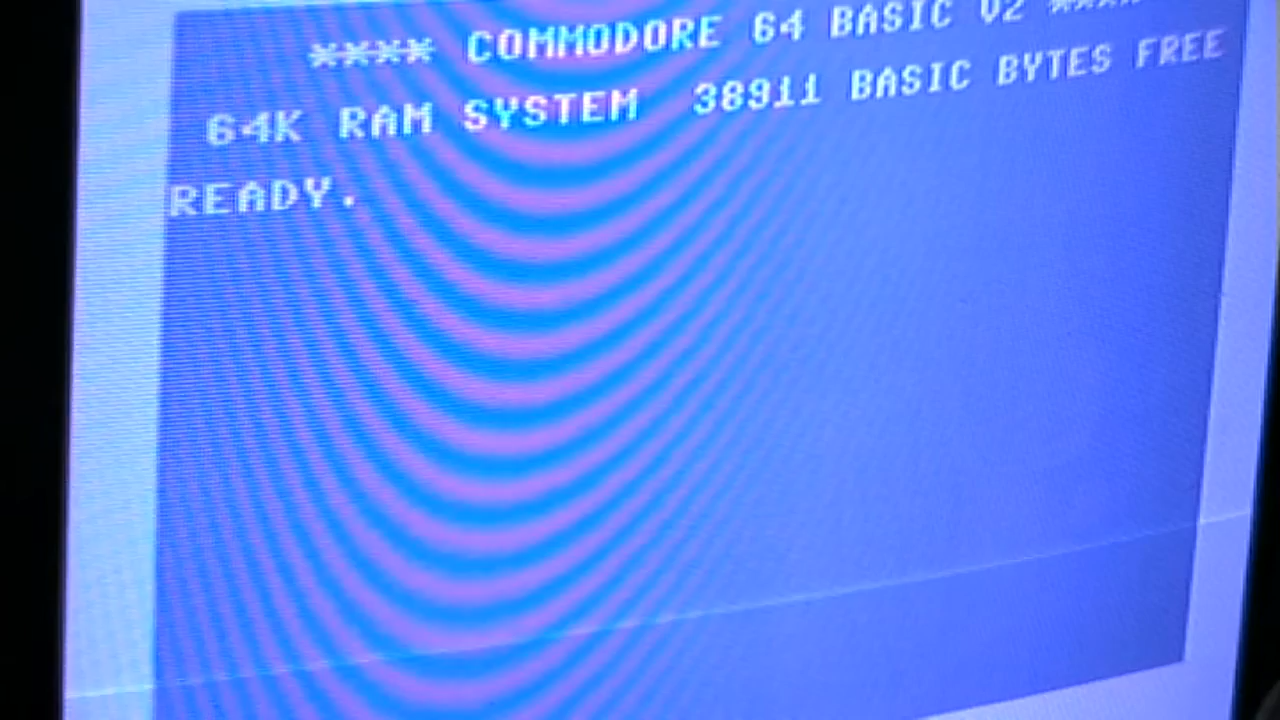 **** COMMODORE 64 BASIC V2 ****
64K RAM SYSTEM 38911 BASIC BYTES FREE
READY.